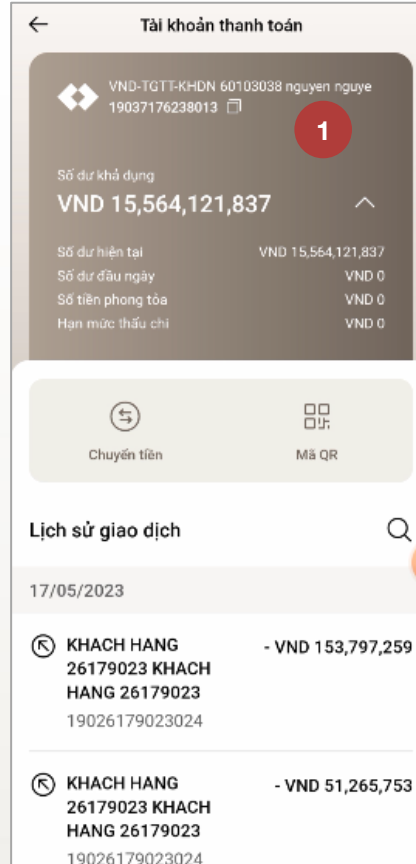 Tài khoản thanh toán
VND-TGTT-KHDN 60103038 nguyen nguye
19037176238013
1
Số dư khả dụng
VND 15,564,121,837
Số dư hiện tại VND 15,564,121,837
Số dư đầu ngày VND 0
Số tiền phong tỏa VND 0
Hạn mức thấu chi VND 0
Chuyển tiền Mã QR
Lịch sử giao dịch
17/05/2023
KHACH HANG - VND 153,797,259
26179023 KHACH
HANG 26179023
19026179023024
KHACH HANG - VND 51,265,753
26179023 KHACH
HANG 26179023
19026179023024